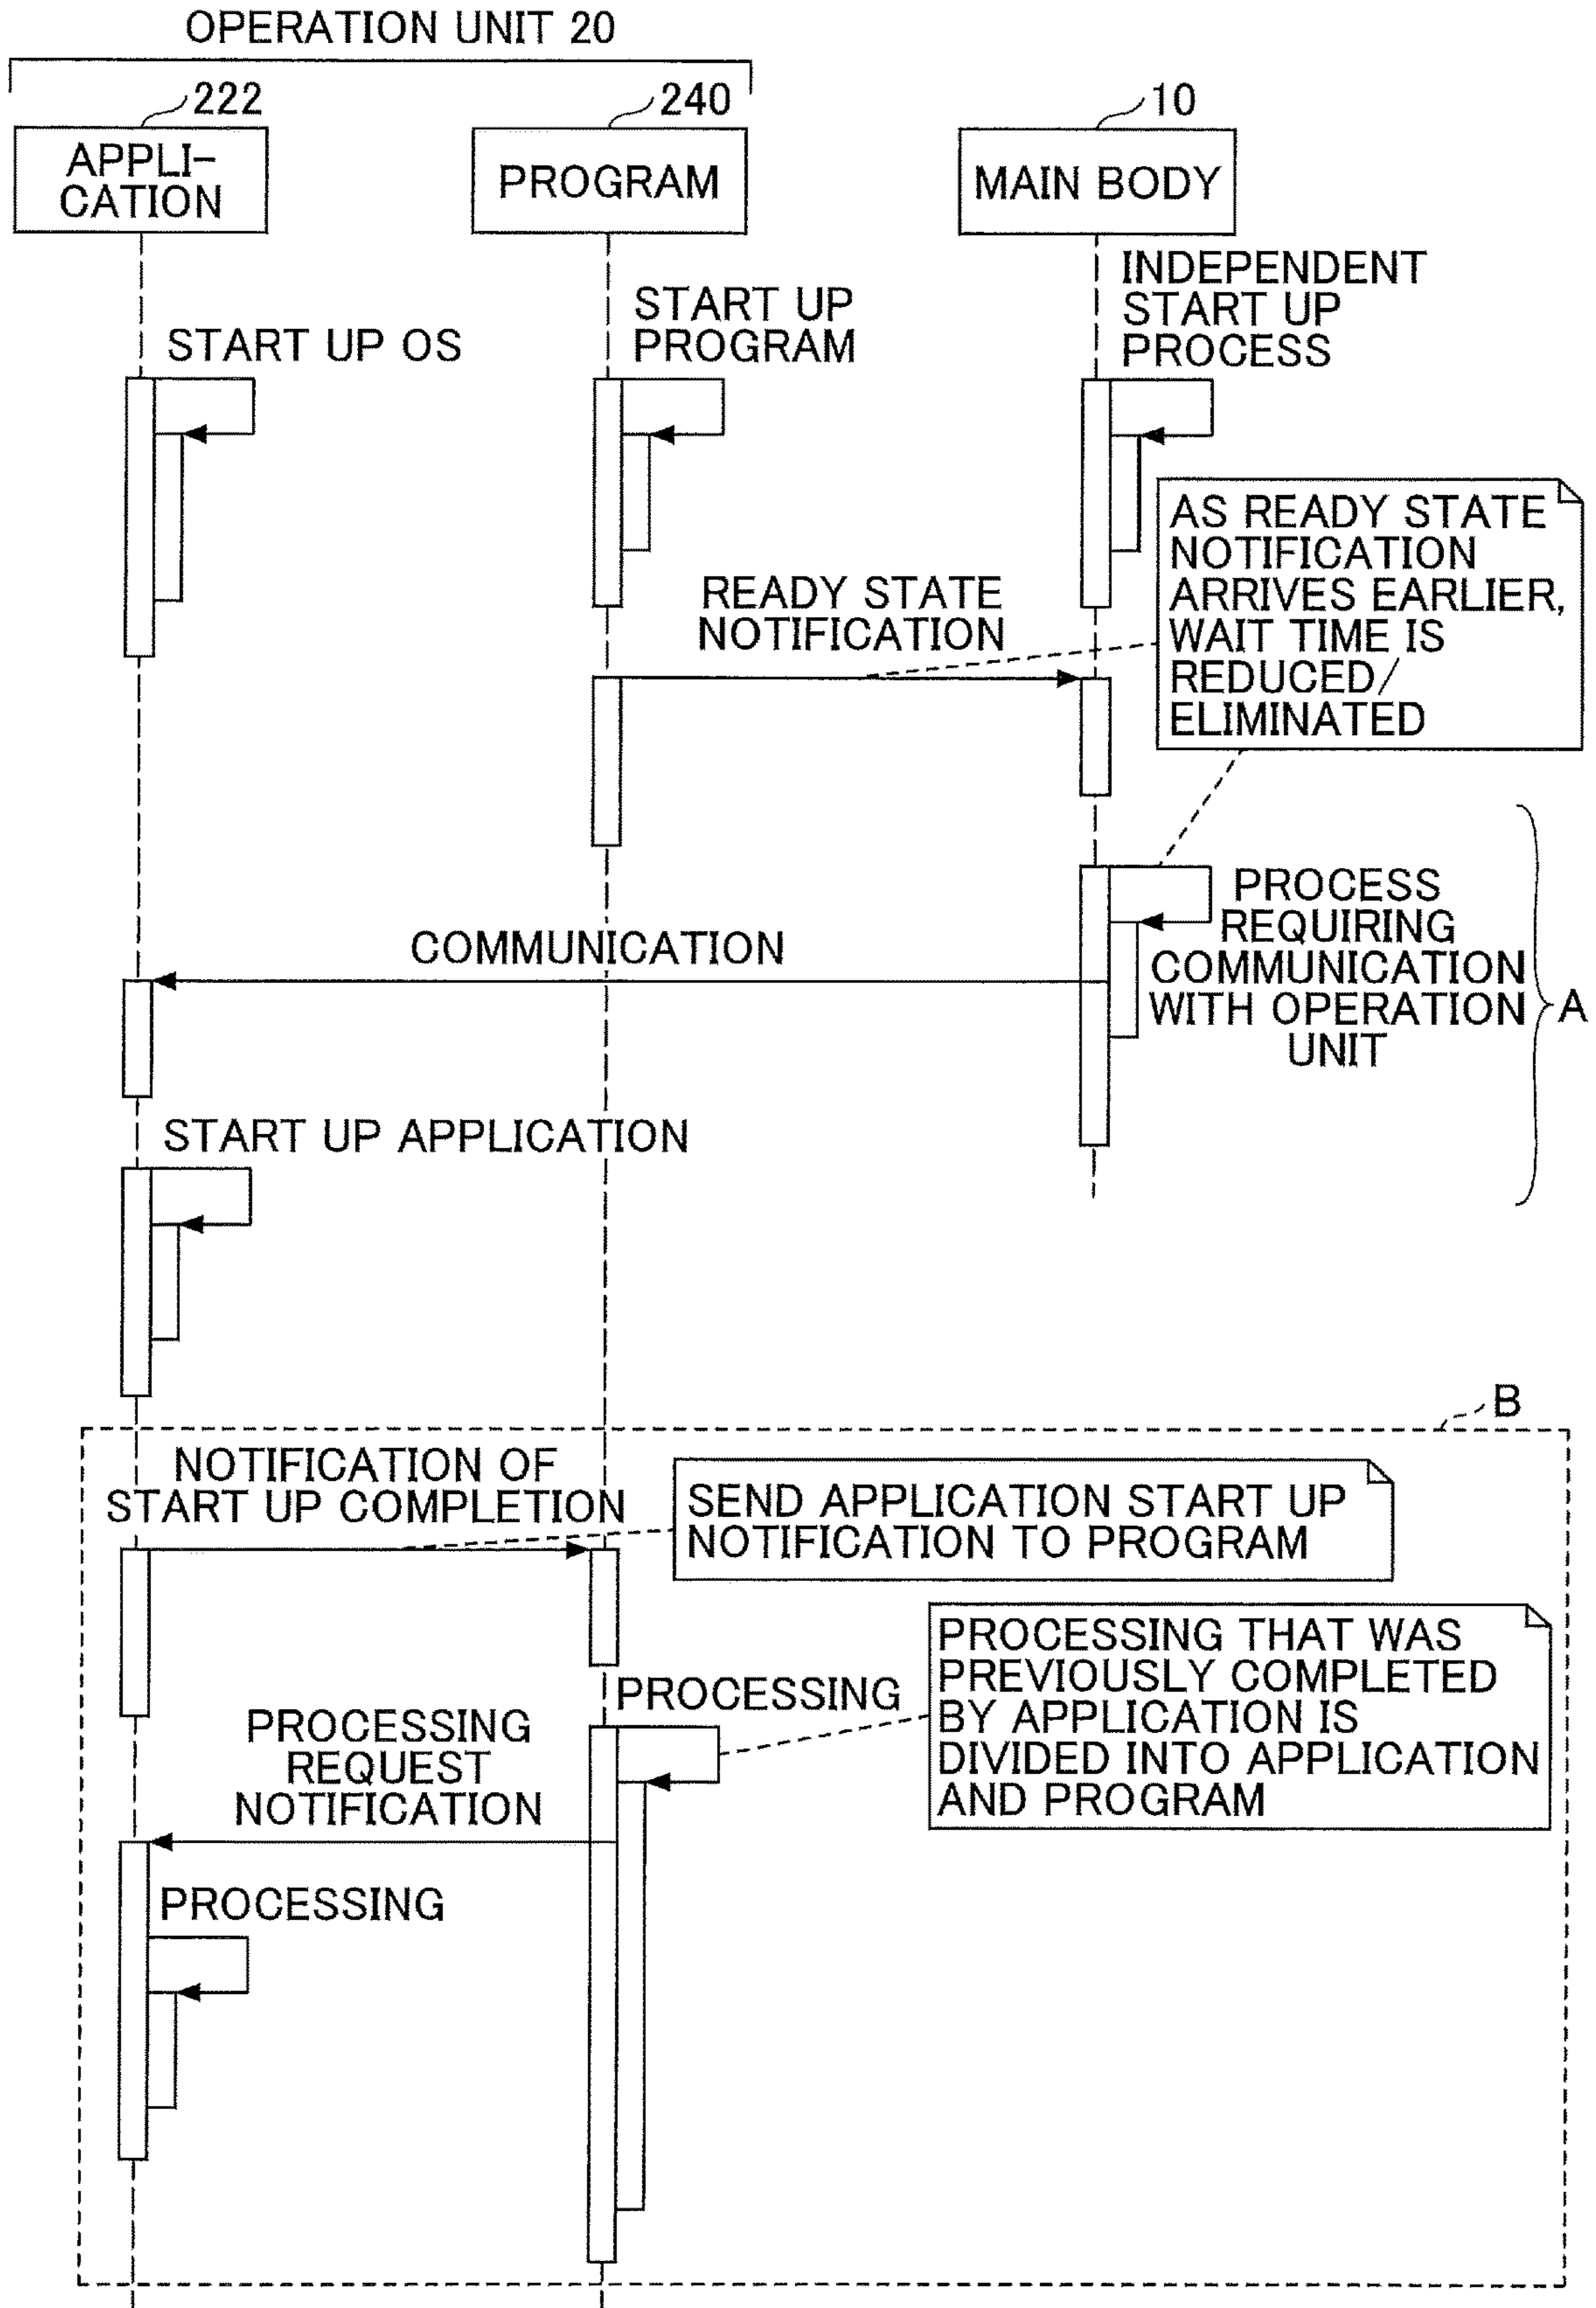 OPERATION UNIT 20
222
240
10
APPLI-
CATION
PROGRAM
MAIN BODY
INDEPENDENT
START UP
PROCESS
START UP
PROGRAM
START UP OS
AS READY STATE
NOTIFICATION
ARRIVES EARLIER,
WAIT TIME IS
REDUCED/
ELIMINATED
READY STATE
NOTIFICATION
PROCESS
REQUIRING
COMMUNICATION
WITH OPERATION
UNIT
A
COMMUNICATION
START UP APPLICATION
B
NOTIFICATION OF
START UP COMPLETION
SEND APPLICATION START UP
NOTIFICATION TO PROGRAM
PROCESSING THAT WAS
PREVIOUSLY COMPLETED
BY APPLICATION IS
DIVIDED INTO APPLICATION
AND PROGRAM
PROCESSING
PROCESSING
REQUEST
NOTIFICATION
PROCESSING